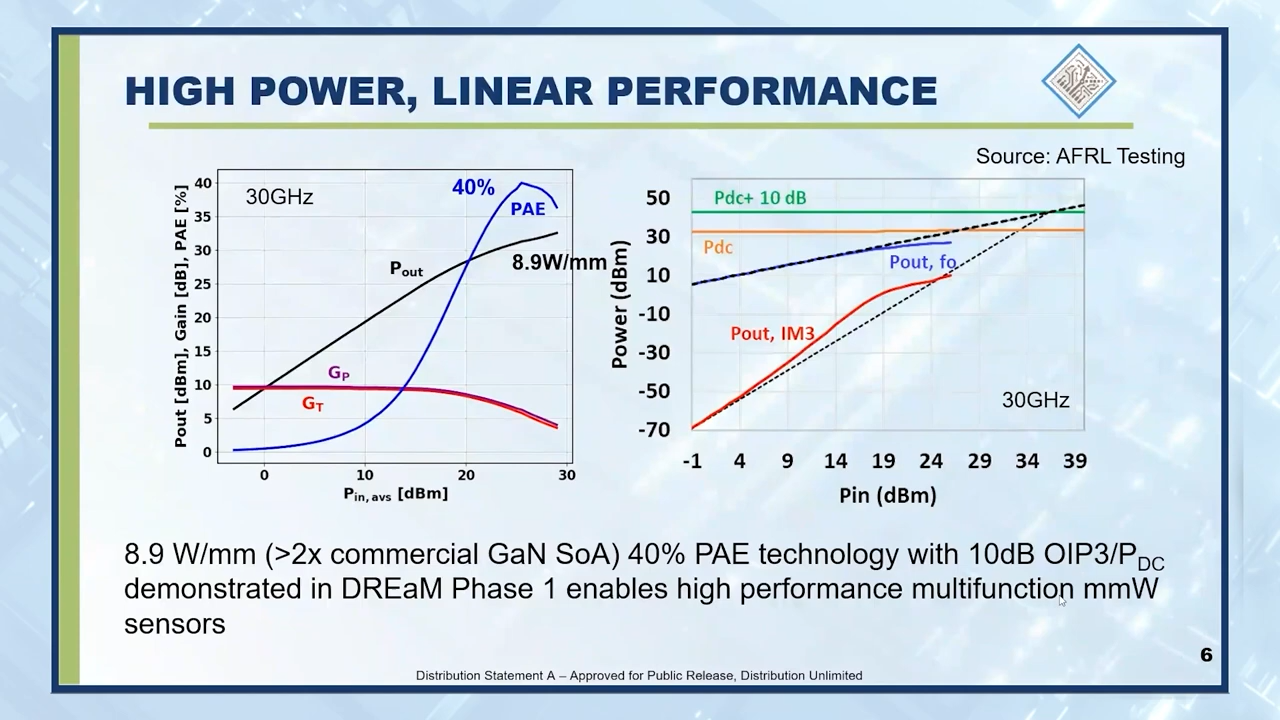 HIGH POWER, LINEAR PERFORMANCE
Source: AFRL Testing
Pout [dBm], Gain [dB], PAE [%]
40
35
30
25
20
15
10
5
0
30GHz
40%
PAE
Pout
8.9W/mm
GP
GT
0 10 20 30
Pin, avs [dBm]
Power (dBm)
50
30
10
-10
-30
-50
-70
Pdc+ 10 dB
Pdc
Pout, fo
Pout, IM3
30GHz
-1 4 9 14 19 24 29 34 39
Pin (dBm)
8.9 W/mm (>2x commercial GaN SoA) 40% PAE technology with 10dB OIP3/PDC
demonstrated in DREaM Phase 1 enables high performance multifunction mmW
sensors
6
Distribution Statement A – Approved for Public Release, Distribution Unlimited